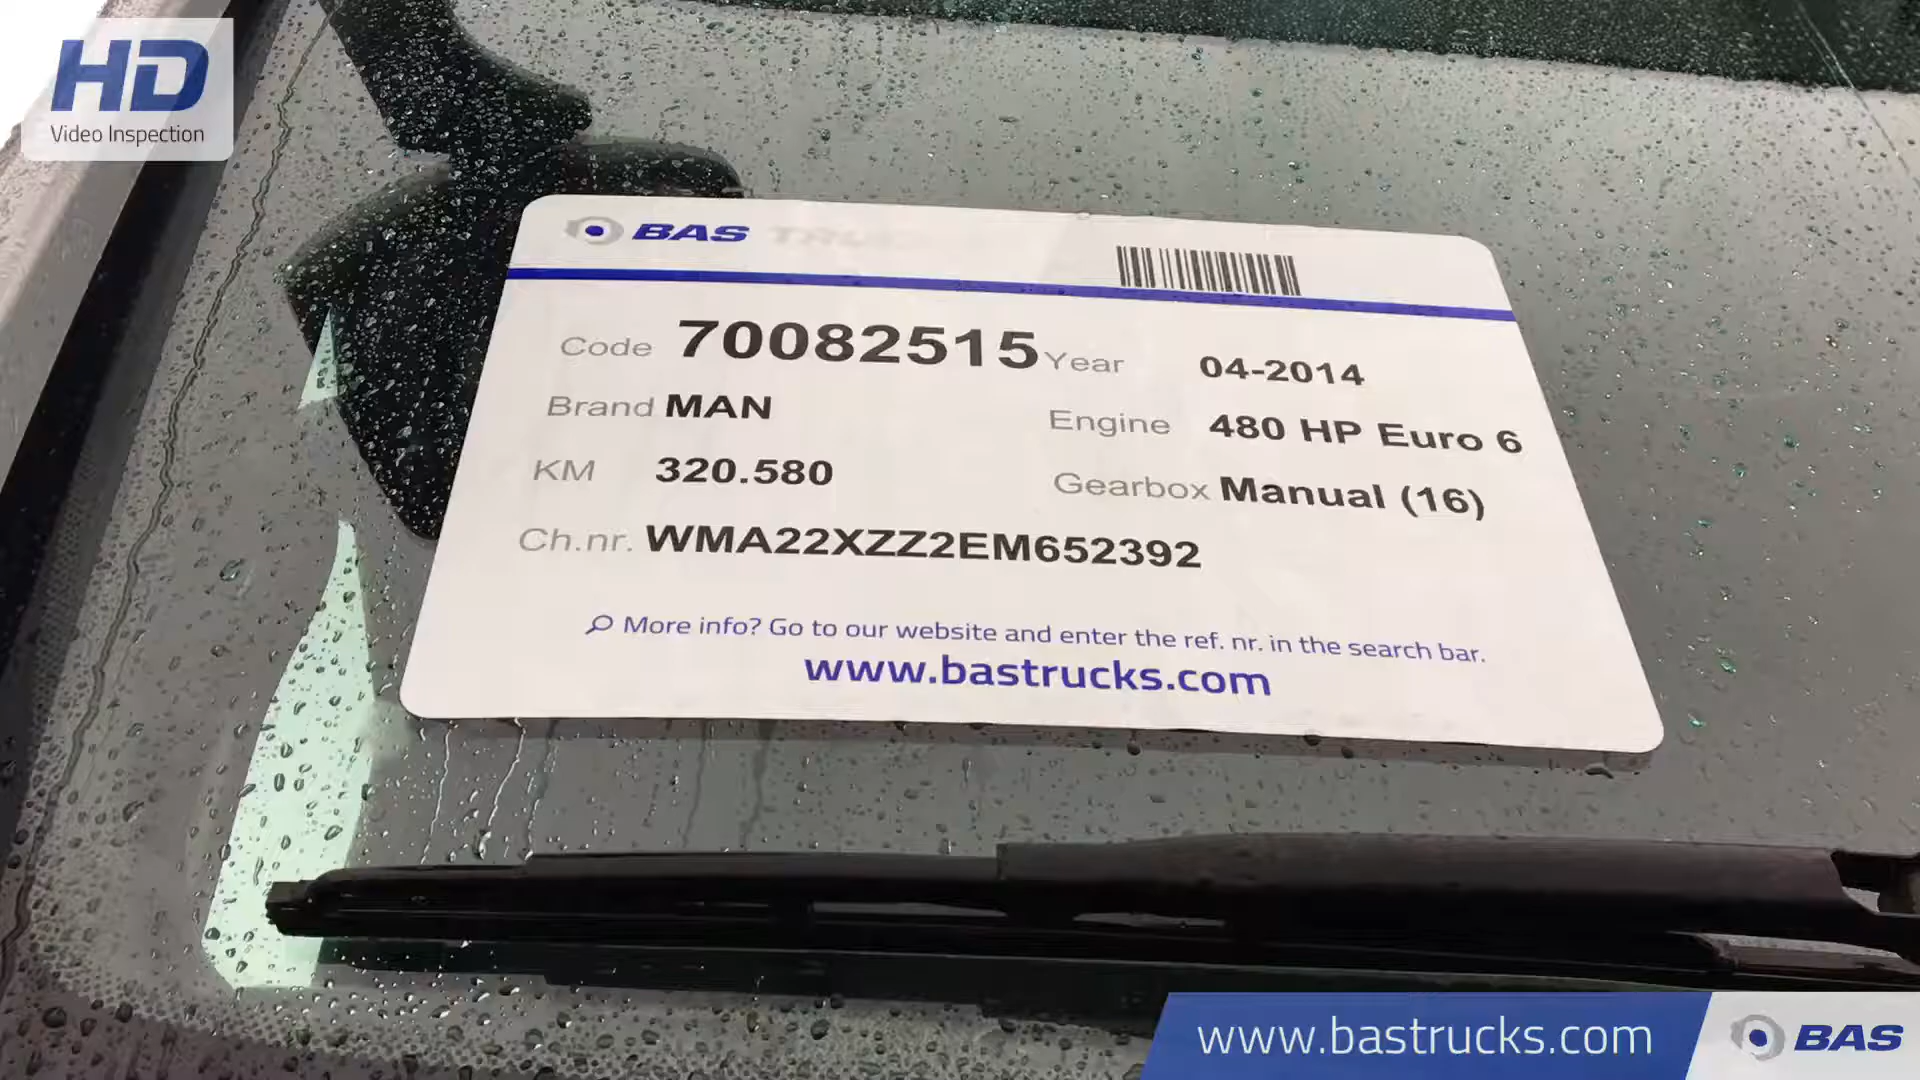 HD
Video Inspection
BAS
Code 70082515 Year 04-2014
Brand MAN Engine 480 HP Euro 6
KM 320.580 Gearbox Manual (16)
Ch.nr. WMA22XZZ2EM652392
More info? Go to our website and enter the ref. nr. in the search bar.
www.bastrucks.com
www.bastrucks.com BAS